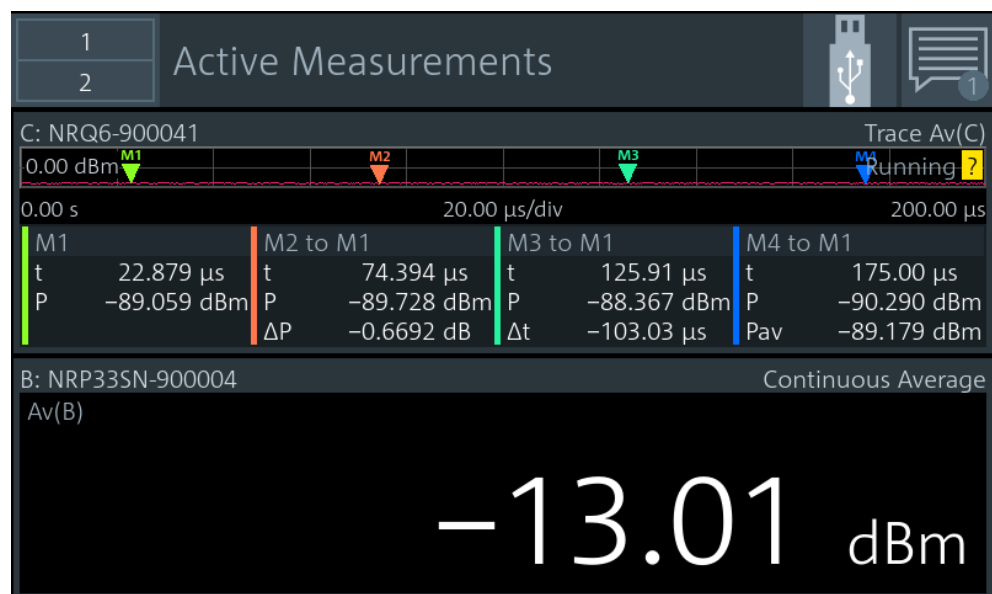 1
2
Active Measurements
1
C: NRQ6-900041 Trace Av(C)
0.00 dBm M1 M2 M3 M4 Running ?
0.00 s 20.00 µs/div 200.00 µs
M1 M2 to M1 M3 to M1 M4 to M1
t 22.879 µs t 74.394 µs t 125.91 µs t 175.00 µs
P −89.059 dBm P −89.728 dBm P −88.367 dBm P −90.290 dBm
ΔP −0.6692 dB Δt −103.03 µs Pav −89.179 dBm
B: NRP33SN-900004 Continuous Average
Av(B)
−13.01 dBm